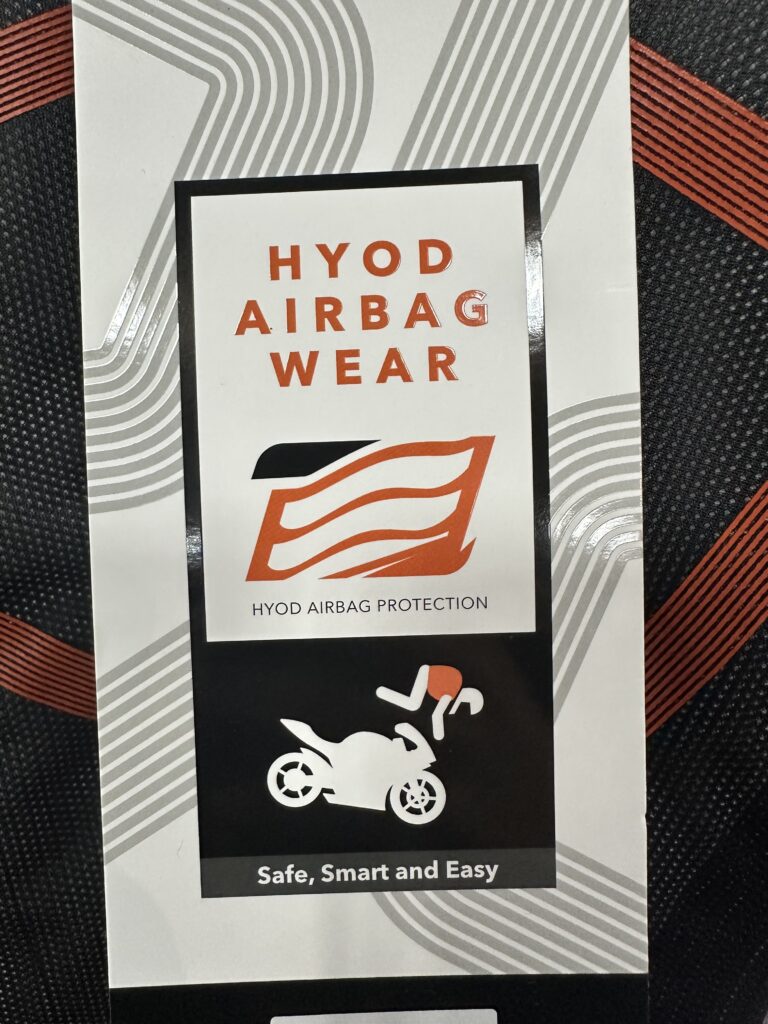 HYOD
AIRBAG
WEAR
HYOD AIRBAG PROTECTION
Safe, Smart and Easy